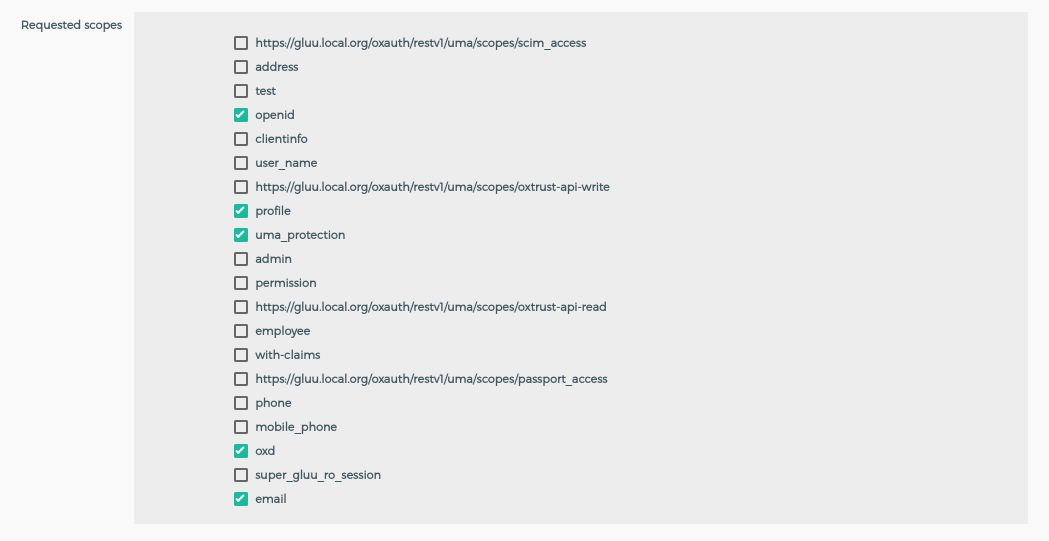 Requested scopes
https://gluu.local.org/oxauth/restv1/uma/scopes/scim_access
address
test
openid
clientinfo
user_name
https://gluu.local.org/oxauth/restv1/uma/scopes/oxtrust-api-write
profile
uma_protection
admin
permission
https://gluu.local.org/oxauth/restv1/uma/scopes/oxtrust-api-read
employee
with-claims
https://gluu.local.org/oxauth/restv1/uma/scopes/passport_access
phone
mobile_phone
oxd
super_gluu_ro_session
email